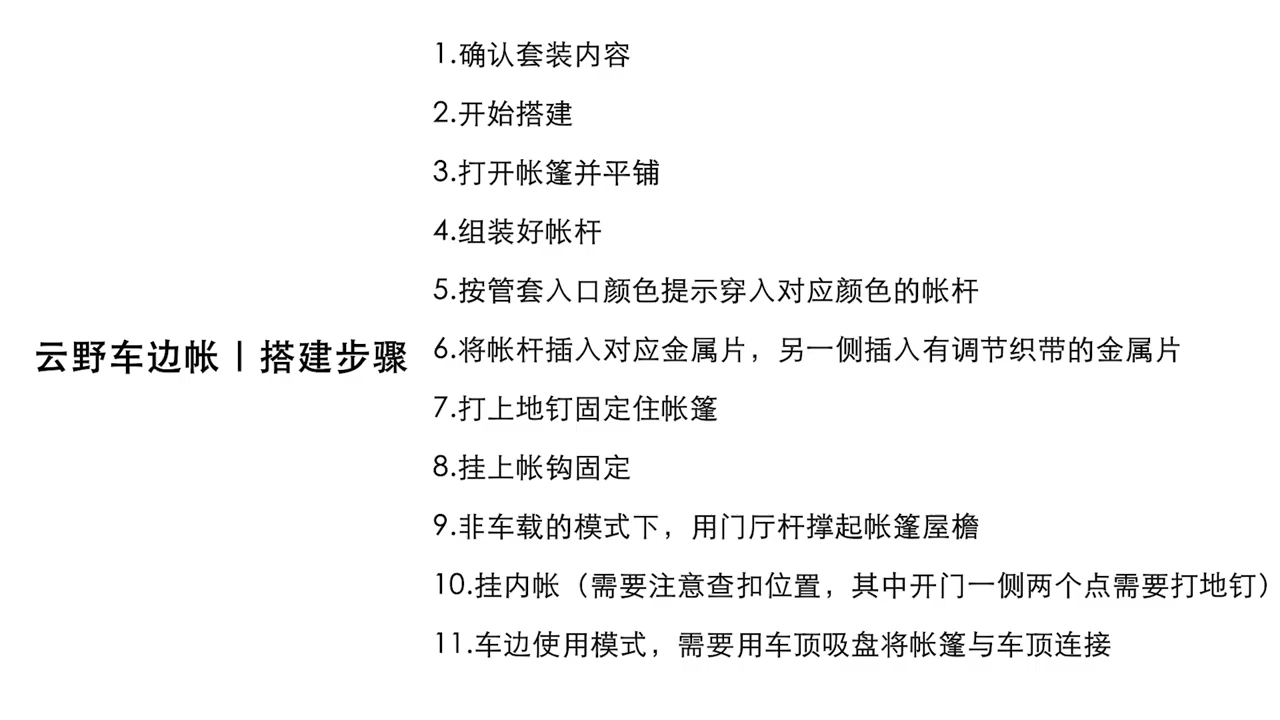 云野车边帐丨搭建步骤
1.确认套装内容
2.开始搭建
3.打开帐篷并平铺
4.组装好帐杆
5.按管套入口颜色提示穿入对应颜色的帐杆
6.将帐杆插入对应金属片，另一侧插入有调节织带的金属片
7.打上地钉固定住帐篷
8.挂上帐钩固定
9.非车载的模式下，用门厅杆撑起帐篷屋檐
10.挂内帐（需要注意查扣位置，其中开门一侧两个点需要打地钉）
11.车边使用模式，需要用车顶吸盘将帐篷与车顶连接